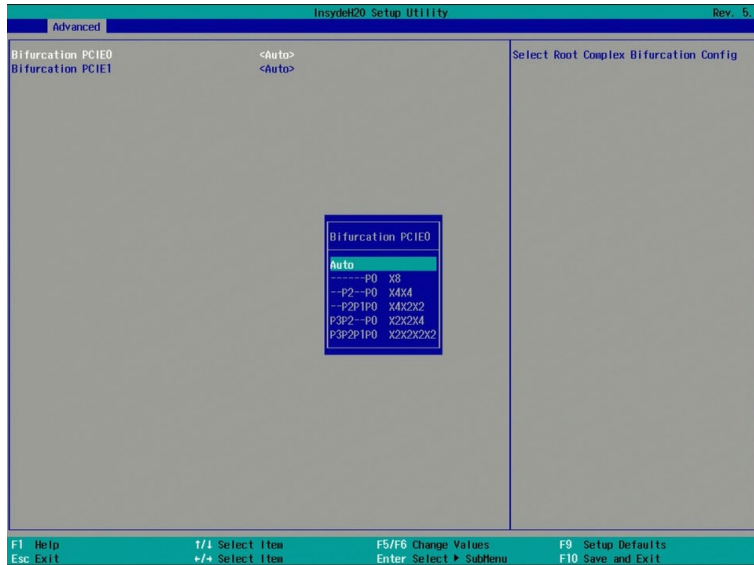 InsydeH20 Setup Utility Rev. 5.
Advanced
Bifurcation PCIE0 <Auto> Select Root Complex Bifurcation Config
Bifurcation PCIE1 <Auto>
Bifurcation PCIE0
Auto
------P0 X8
--P2--P0 X4X4
--P2P1P0 X4X2X2
P3P2--P0 X2X2X4
P3P2P1P0 X2X2X2X2
F1 Help ↑/↓ Select Item F5/F6 Change Values F9 Setup Defaults
Esc Exit ←/→ Select Item Enter Select ► SubMenu F10 Save and Exit